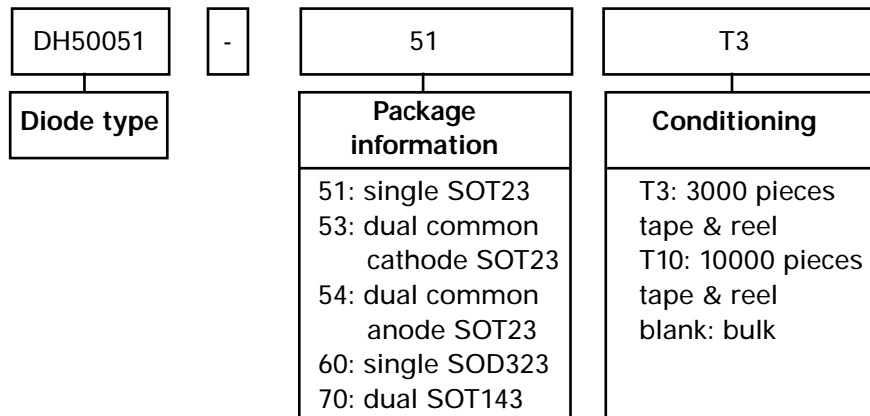 DH50051 - 51 T3
Diode type
Package
information
Conditioning
51: single SOT23
53: dual common
cathode SOT23
54: dual common
anode SOT23
60: single SOD323
70: dual SOT143
T3: 3000 pieces
tape & reel
T10: 10000 pieces
tape & reel
blank: bulk